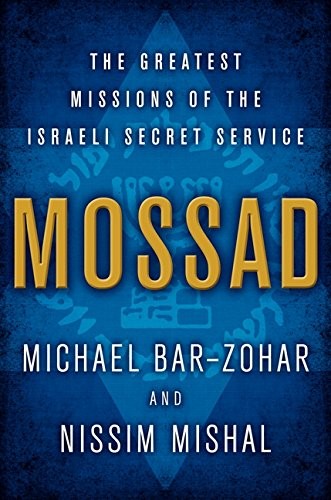 THE GREATEST
MISSIONS OF THE
ISRAELI SECRET SERVICE
MOSSAD
MICHAEL BAR-ZOHAR
AND
NISSIM MISHAL